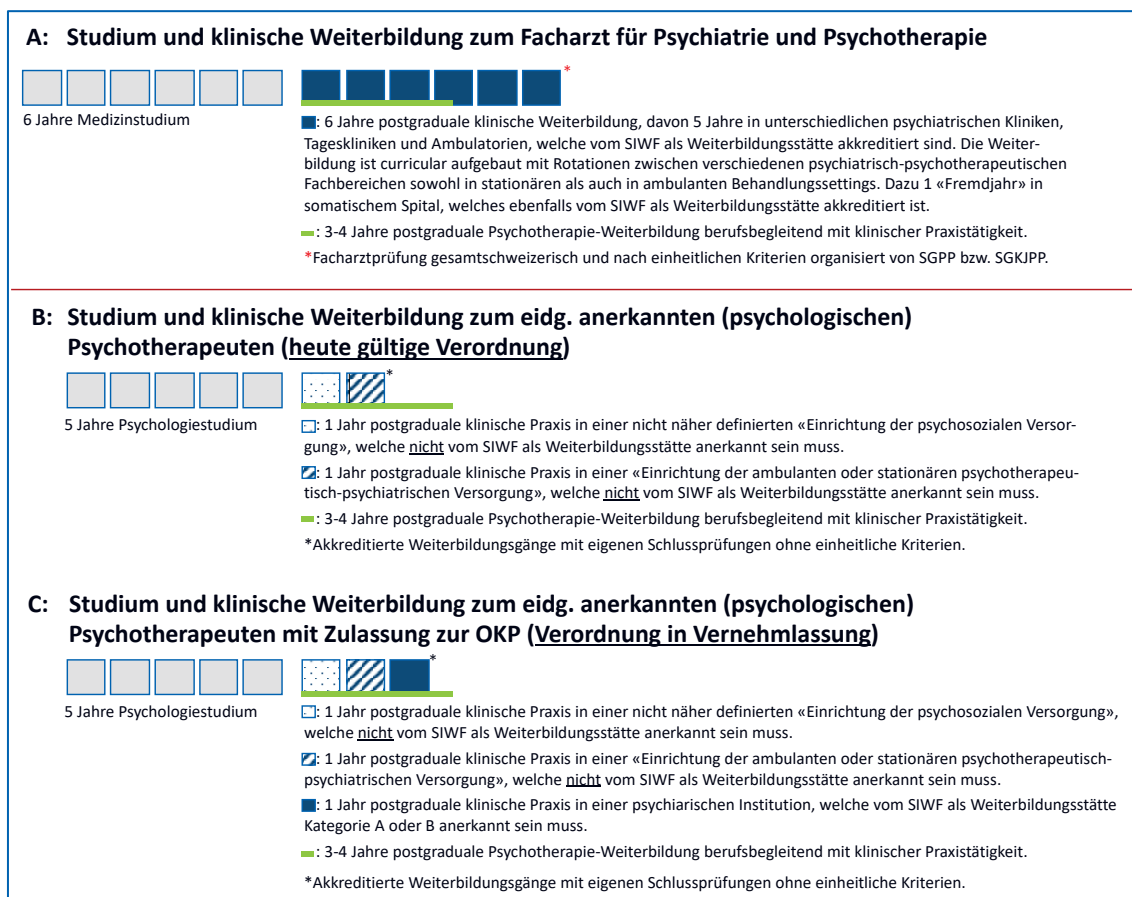 A: Studium und klinische Weiterbildung zum Facharzt für Psychiatrie und Psychotherapie
*
6 Jahre Medizinstudium
: 6 Jahre postgraduale klinische Weiterbildung, davon 5 Jahre in unterschiedlichen psychiatrischen Kliniken,
Tageskliniken und Ambulatorien, welche vom SIWF als Weiterbildungsstätte akkreditiert sind. Die Weiter-
bildung ist curricular aufgebaut mit Rotationen zwischen verschiedenen psychiatrisch-psychotherapeutischen
Fachbereichen sowohl in stationären als auch in ambulanten Behandlungssettings. Dazu 1 «Fremdjahr» in
somatischem Spital, welches ebenfalls vom SIWF als Weiterbildungsstätte akkreditiert ist.
: 3-4 Jahre postgraduale Psychotherapie-Weiterbildung berufsbegleitend mit klinischer Praxistätigkeit.
*Facharztprüfung gesamtschweizerisch und nach einheitlichen Kriterien organisiert von SGPP bzw. SGKJPP.
B: Studium und klinische Weiterbildung zum eidg. anerkannten (psychologischen)
Psychotherapeuten (heute gültige Verordnung)
*
5 Jahre Psychologiestudium
: 1 Jahr postgraduale klinische Praxis in einer nicht näher definierten «Einrichtung der psychosozialen Versor-
gung», welche nicht vom SIWF als Weiterbildungsstätte anerkannt sein muss.
: 1 Jahr postgraduale klinische Praxis in einer «Einrichtung der ambulanten oder stationären psychotherapeu-
tisch-psychiatrischen Versorgung», welche nicht vom SIWF als Weiterbildungsstätte anerkannt sein muss.
: 3-4 Jahre postgraduale Psychotherapie-Weiterbildung berufsbegleitend mit klinischer Praxistätigkeit.
*Akkreditierte Weiterbildungsgänge mit eigenen Schlussprüfungen ohne einheitliche Kriterien.
C: Studium und klinische Weiterbildung zum eidg. anerkannten (psychologischen)
Psychotherapeuten mit Zulassung zur OKP (Verordnung in Vernehmlassung)
*
5 Jahre Psychologiestudium
: 1 Jahr postgraduale klinische Praxis in einer nicht näher definierten «Einrichtung der psychosozialen Versorgung»,
welche nicht vom SIWF als Weiterbildungsstätte anerkannt sein muss.
: 1 Jahr postgraduale klinische Praxis in einer «Einrichtung der ambulanten oder stationären psychotherapeutisch-
psychiatrischen Versorgung», welche nicht vom SIWF als Weiterbildungsstätte anerkannt sein muss.
: 1 Jahr postgraduale klinische Praxis in einer psychiarischen Institution, welche vom SIWF als Weiterbildungsstätte
Kategorie A oder B anerkannt sein muss.
: 3-4 Jahre postgraduale Psychotherapie-Weiterbildung berufsbegleitend mit klinischer Praxistätigkeit.
*Akkreditierte Weiterbildungsgänge mit eigenen Schlussprüfungen ohne einheitliche Kriterien.